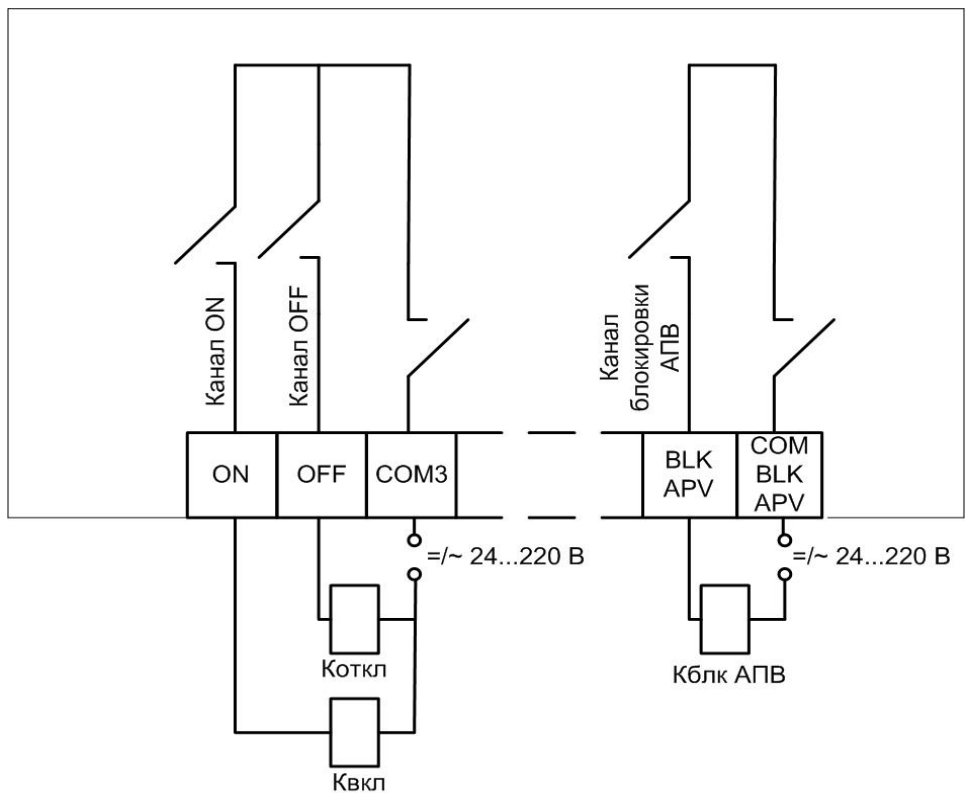 Канал ON
Канал OFF
Канал
блокировки
АПВ
ON
OFF
COM3
BLK
APV
COM
BLK
APV
=/~ 24...220 В
=/~ 24...220 В
Коткл
Кблк АПВ
Квкл